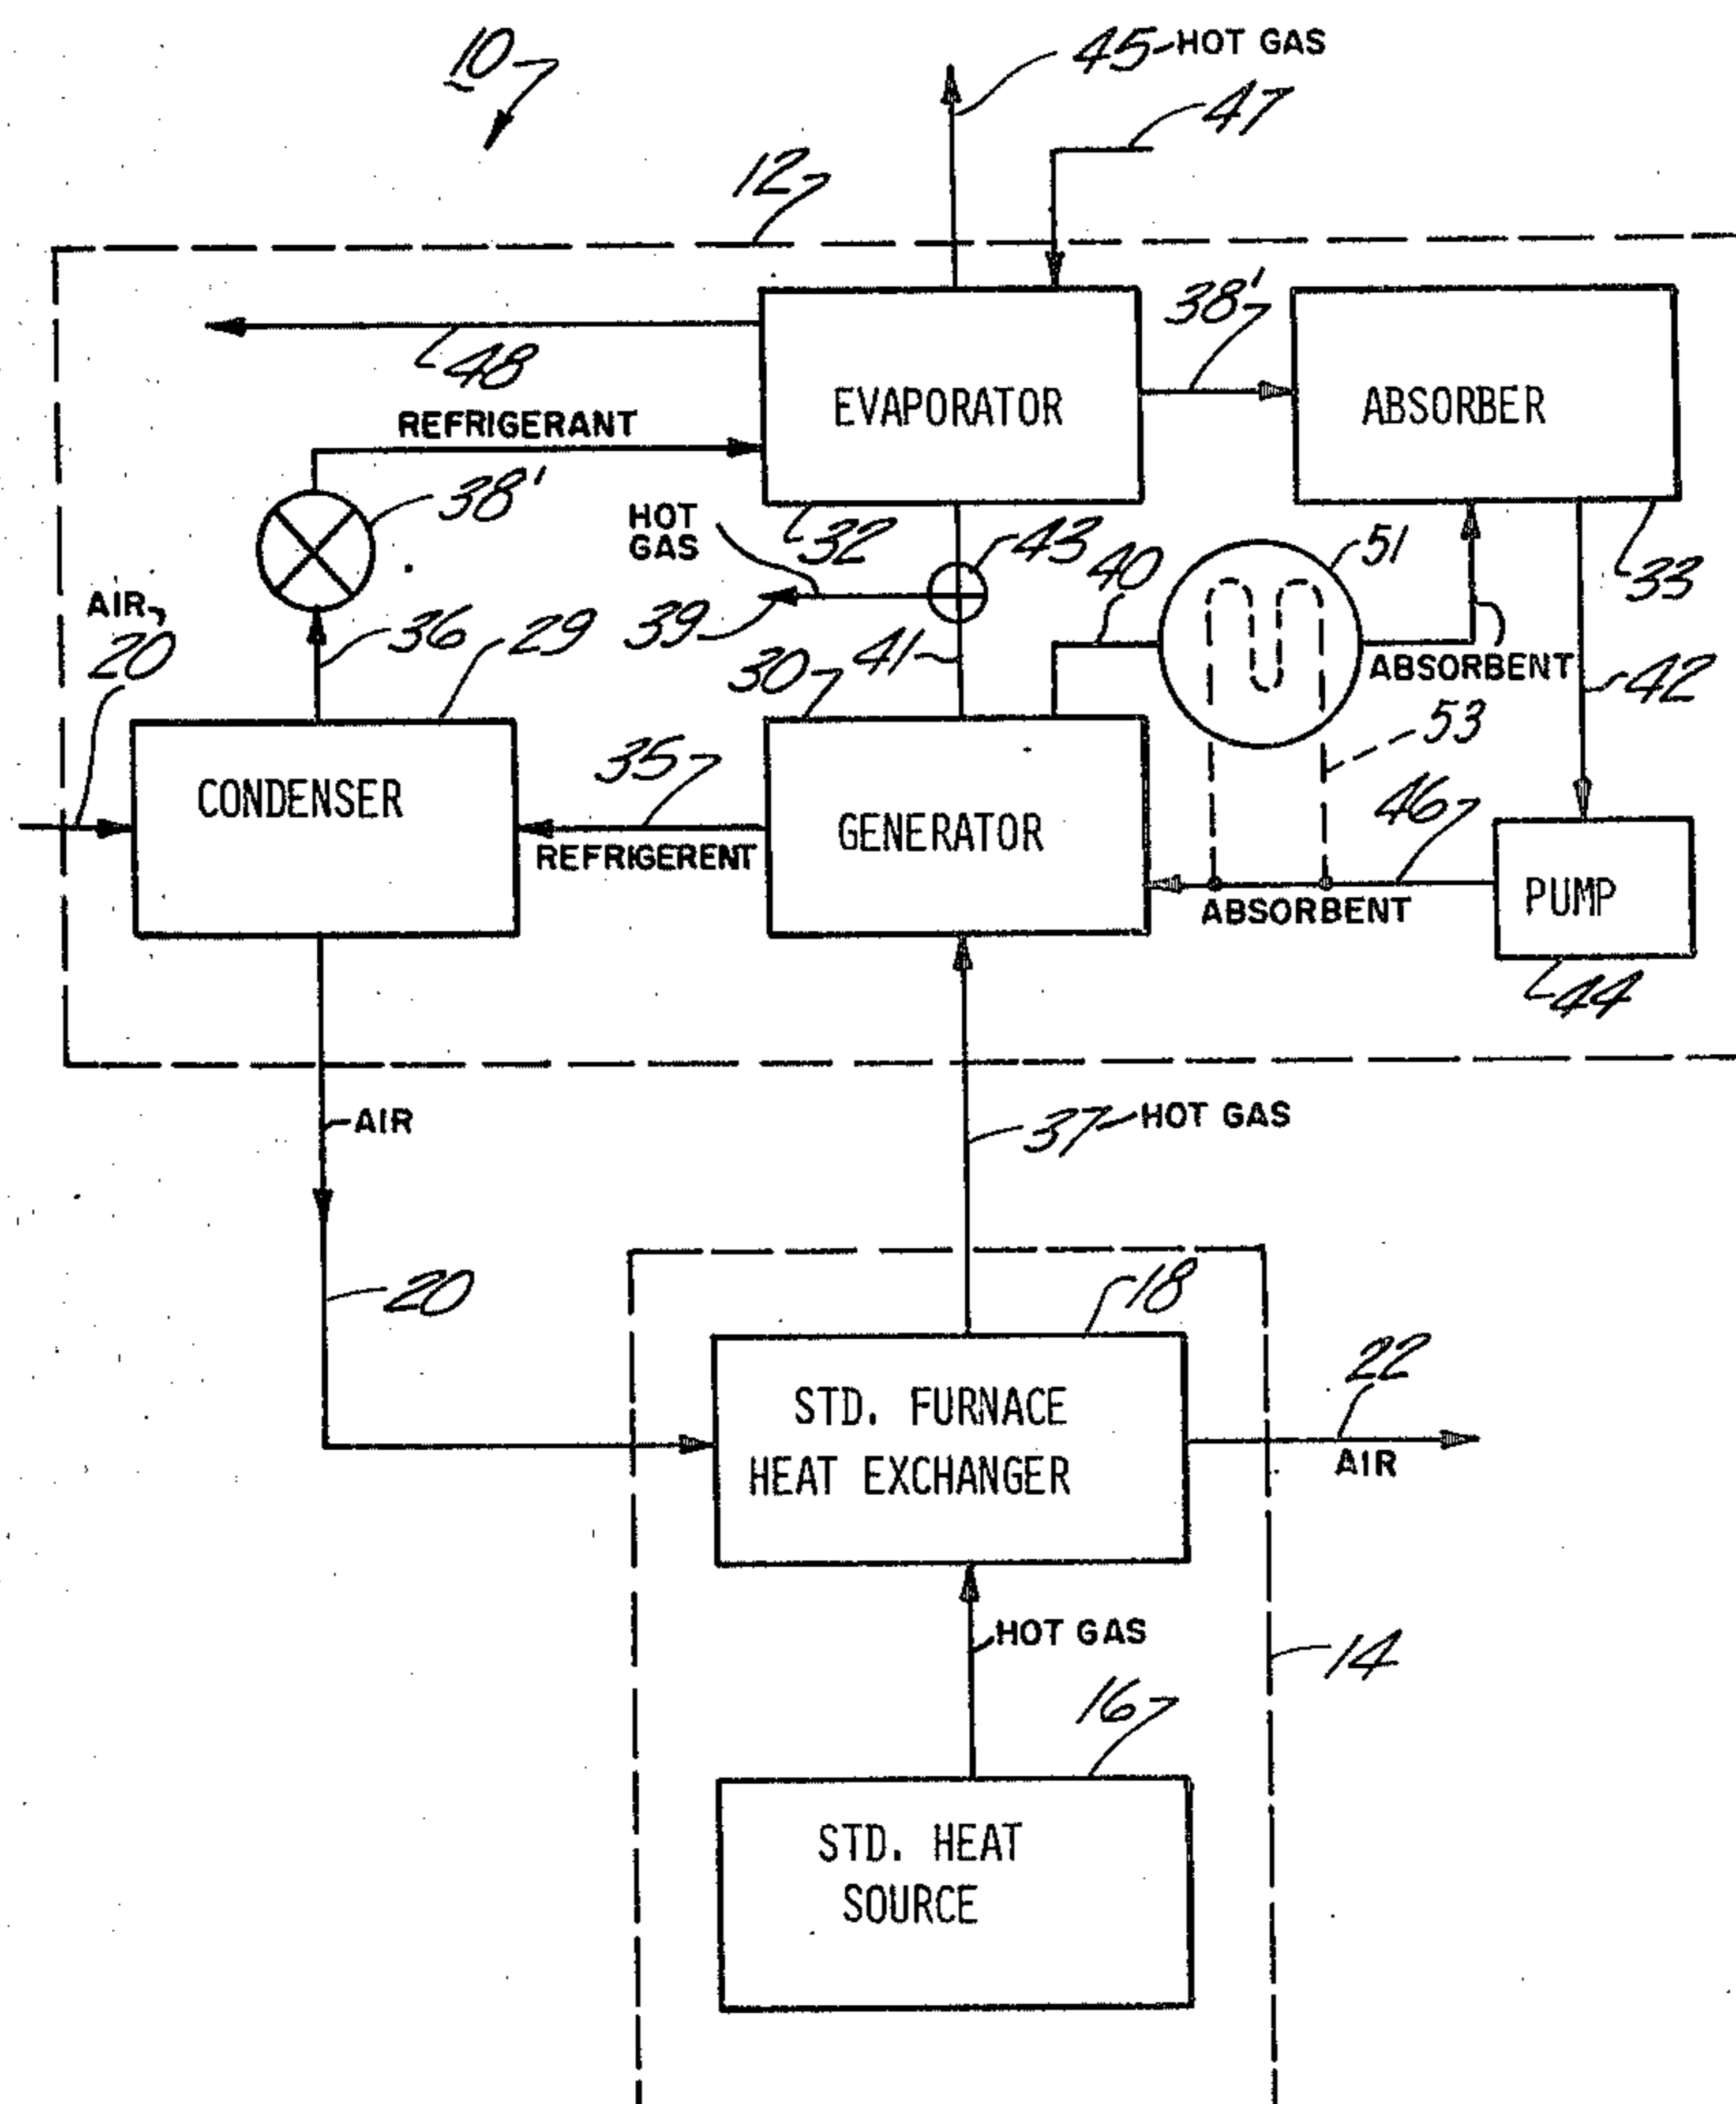 10
45 HOT GAS
47
12
38'
48
EVAPORATOR
ABSORBER
REFRIGERANT
38'
HOT
GAS
32
43
40
51
33
AIR,
20
36
29
39
30
41
ABSORBENT
42
53
CONDENSER
35
GENERATOR
46
REFRIGERENT
ABSORBENT
PUMP
44
AIR
37 HOT GAS
20
18
22
STD. FURNACE
HEAT EXCHANGER
AIR
HOT GAS
14
16
STD. HEAT
SOURCE